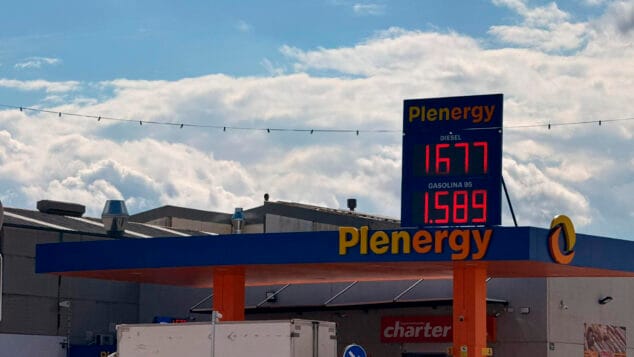 Plenergy
DIESEL
1.677
GASOLINA 95
1.589
Plenergy
charter